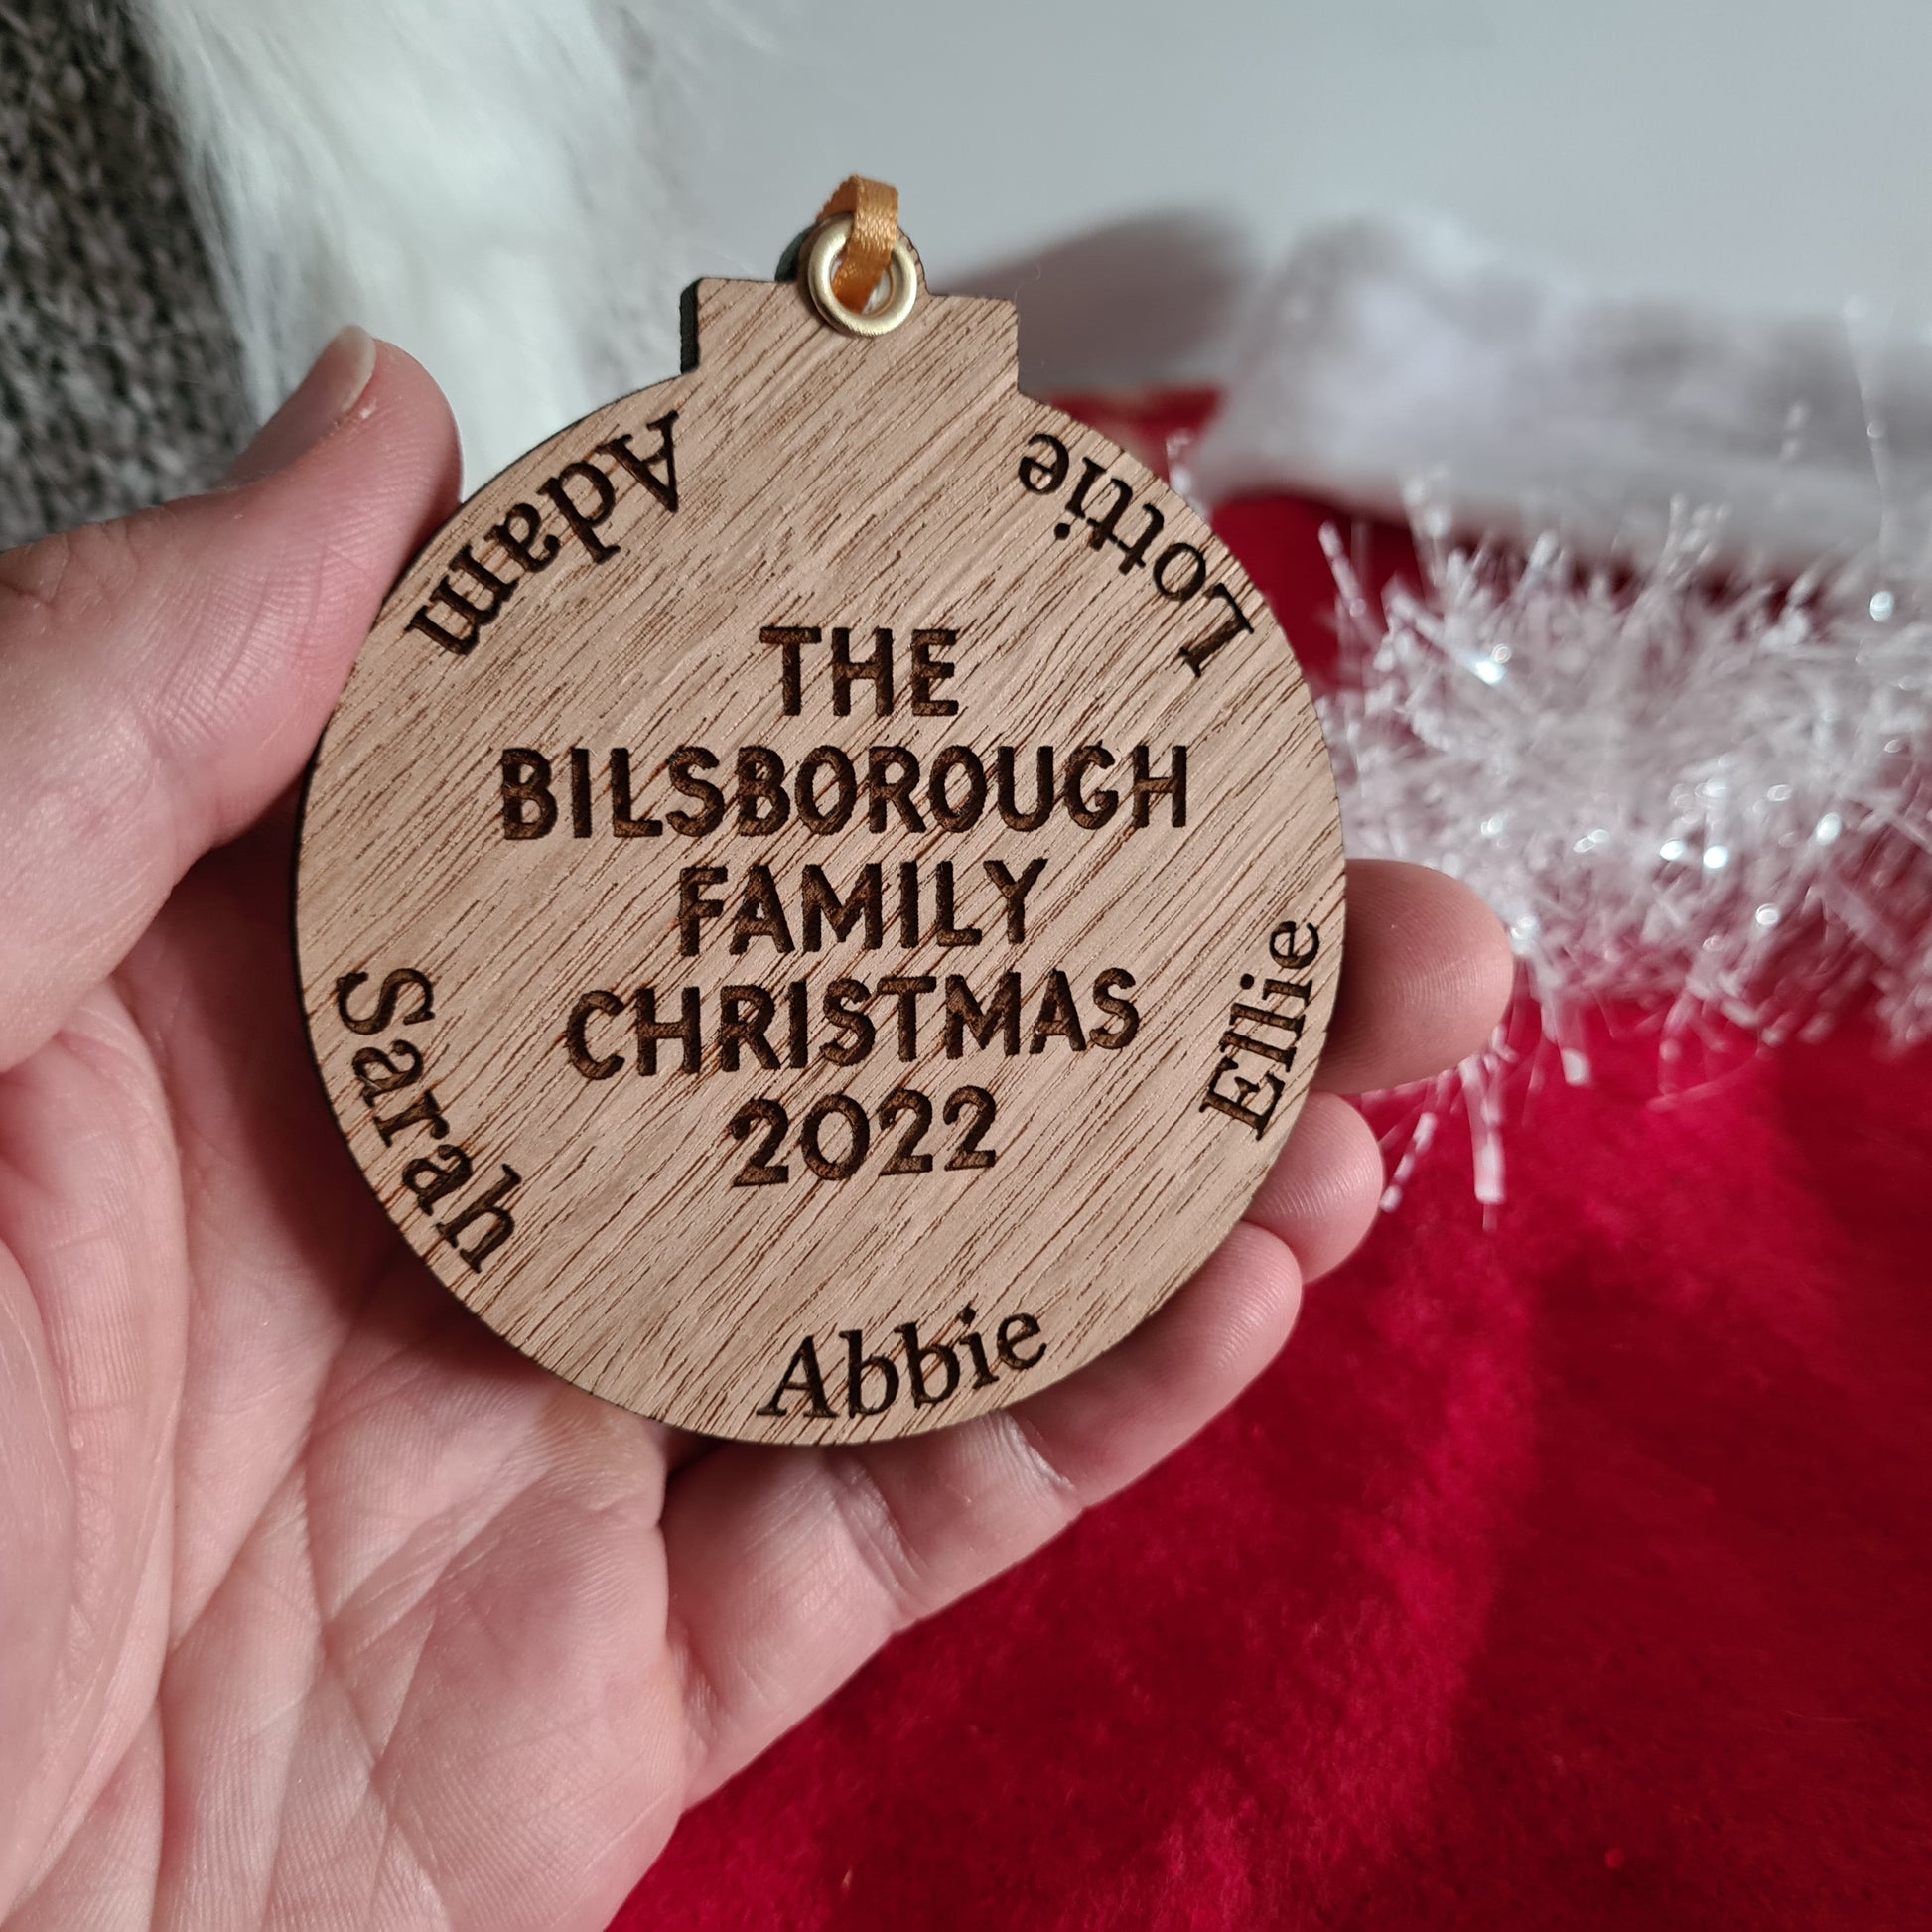 THE
BILSBOROUGH
FAMILY
CHRISTMAS
2022
Adam
Sarah
Abbie
Ellie
Lottie